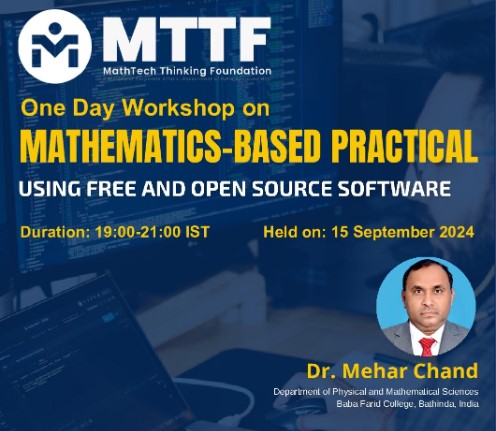 MTTF
MathTech Thinking Foundation
One Day Workshop on
MATHEMATICS-BASED PRACTICAL
USING FREE AND OPEN SOURCE SOFTWARE
Duration: 19:00-21:00 IST Held on: 15 September 2024
Dr. Mehar Chand
Department of Physical and Mathematical Sciences
Baba Farid College, Bathinda, India